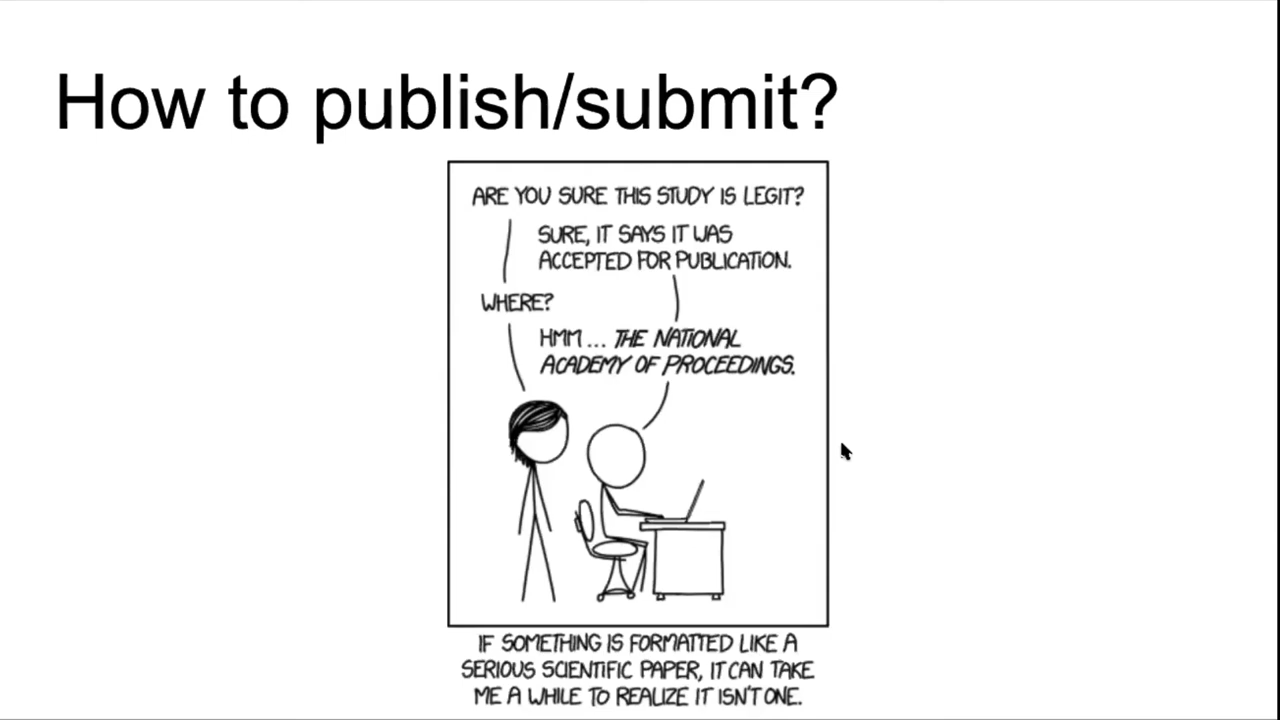 How to publish/submit?
ARE YOU SURE THIS STUDY IS LEGIT?
SURE, IT SAYS IT WAS
ACCEPTED FOR PUBLICATION.
WHERE?
HMM... THE NATIONAL
ACADEMY OF PROCEEDINGS.
IF SOMETHING IS FORMATTED LIKE A
SERIOUS SCIENTIFIC PAPER, IT CAN TAKE
ME A WHILE TO REALIZE IT ISN'T ONE.